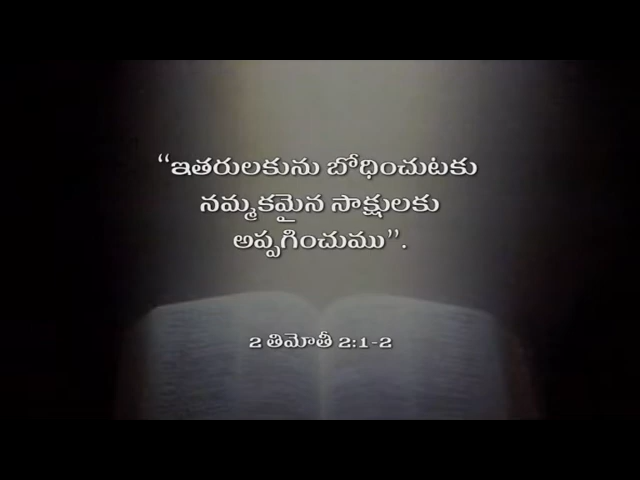 “ఇతరులకును బోధించుటకు
నమ్మకమైన సాక్షులకు
అప్పగించుము”.
2 తిమోతీ 2:1-2